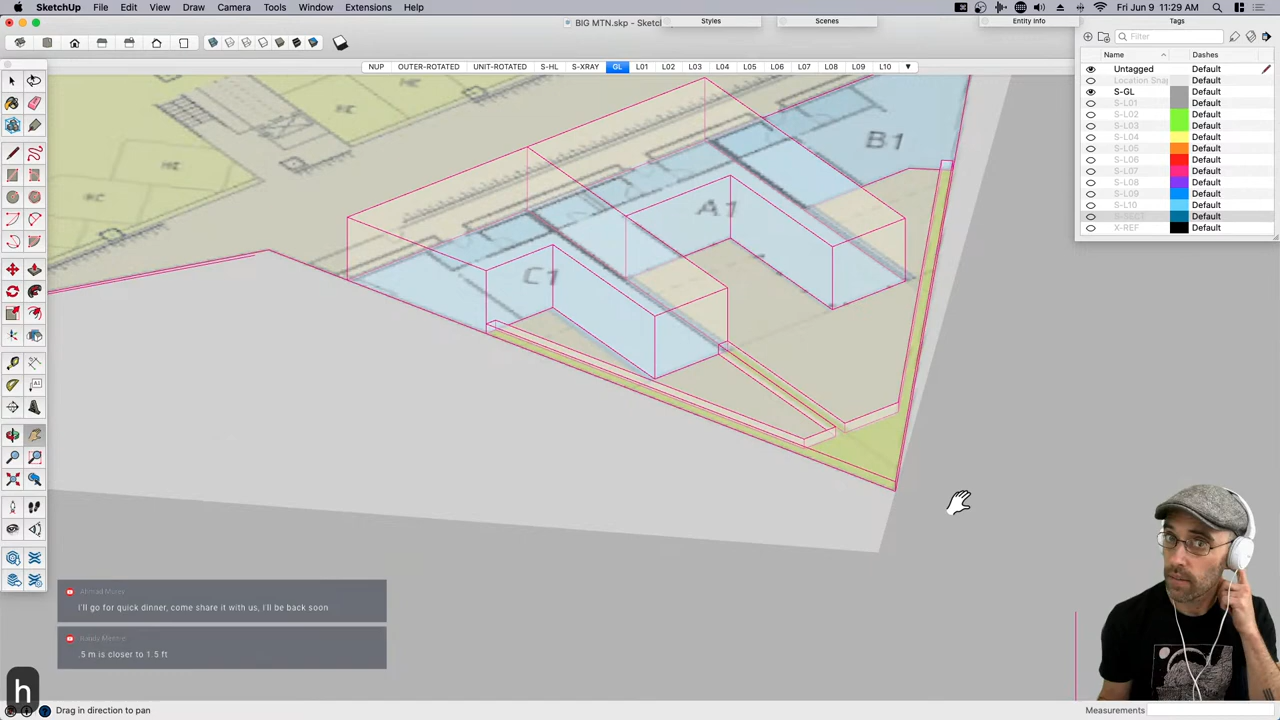 SketchUp File Edit View Draw Camera Tools Window Extensions Help
Fri Jun 9 11:29 AM
BIG MTN.skp - Sketch
Styles
Scenes
Entity Info
Tags
Filter
NUP OUTER-ROTATED UNIT-ROTATED S-HL S-XRAY GL L01 L02 L03 L04 L05 L06 L07 L08 L09 L10
Name Dashes
Untagged Default
Location Snap Default
S-GL Default
S-L01 Default
S-L02 Default
S-L03 Default
S-L04 Default
S-L05 Default
S-L06 Default
S-L07 Default
S-L08 Default
S-L09 Default
S-L10 Default
Default
X-REF Default
B1
A1
C1
I'll go for quick dinner, come share it with us, I'll be back soon
.5 m is closer to 1.5 ft
h
Drag in direction to pan
Measurements